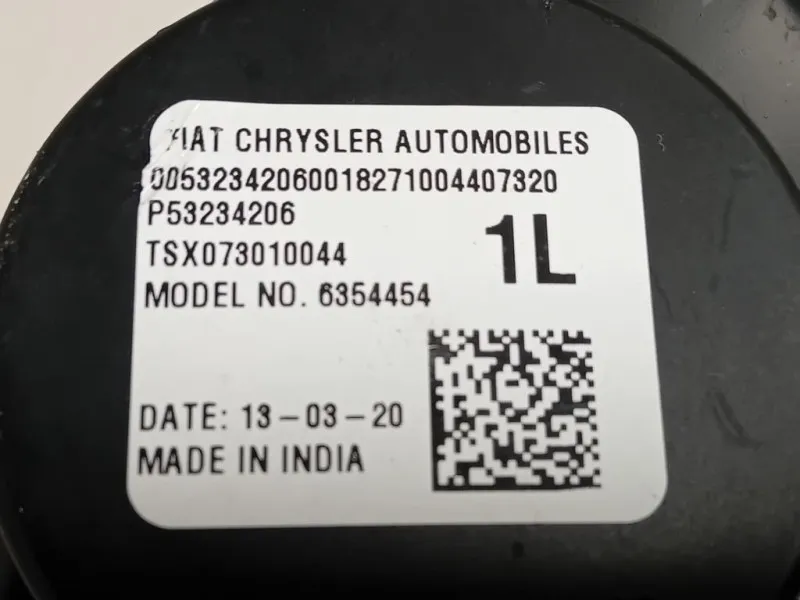 FIAT CHRYSLER AUTOMOBILES
00532342060018271004407320
P53234206
TSX073010044
1L
MODEL NO. 6354454
DATE: 13-03-20
MADE IN INDIA